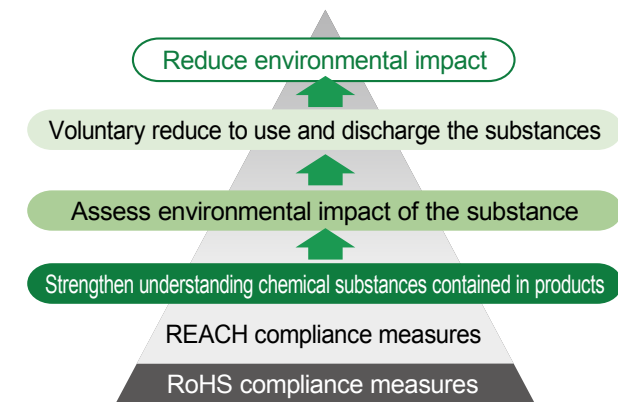 Reduce environmental impact
Voluntary reduce to use and discharge the substances
Assess environmental impact of the substance
Strengthen understanding chemical substances contained in products
REACH compliance measures
RoHS compliance measures